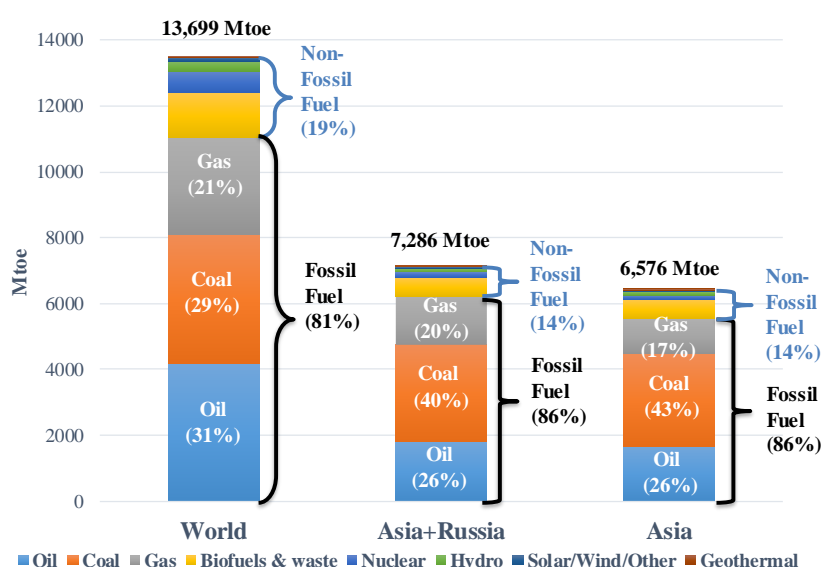 13,699 Mtoe
14000
12000
10000
8000
6000
4000
2000
0
Mtoe
Non-
Fossil
Fuel
(19%)
Gas
(21%)
Coal
(29%)
Oil
(31%)
Fossil
Fuel
(81%)
World
7,286 Mtoe
Non-
Fossil
Fuel
(14%)
Gas
(20%)
Coal
(40%)
Oil
(26%)
Fossil
Fuel
(86%)
Asia+Russia
6,576 Mtoe
Non-
Fossil
Fuel
(14%)
Gas
(17%)
Coal
(43%)
Oil
(26%)
Fossil
Fuel
(86%)
Asia
Oil Coal Gas Biofuels & waste Nuclear Hydro Solar/Wind/Other Geothermal